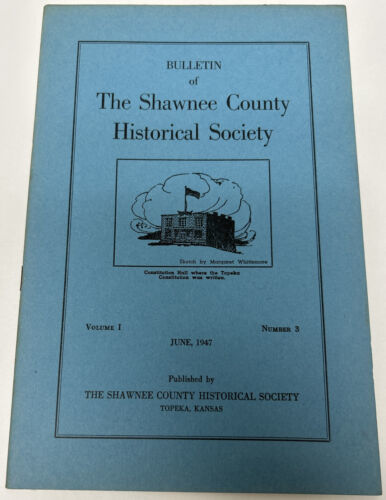 BULLETIN
of
The Shawnee County
Historical Society
Sketch by Margaret Whittemore
Constitution Hall where the Topeka
Constitution was written.
VOLUME I NUMBER 3
JUNE, 1947
Published by
THE SHAWNEE COUNTY HISTORICAL SOCIETY
TOPEKA, KANSAS